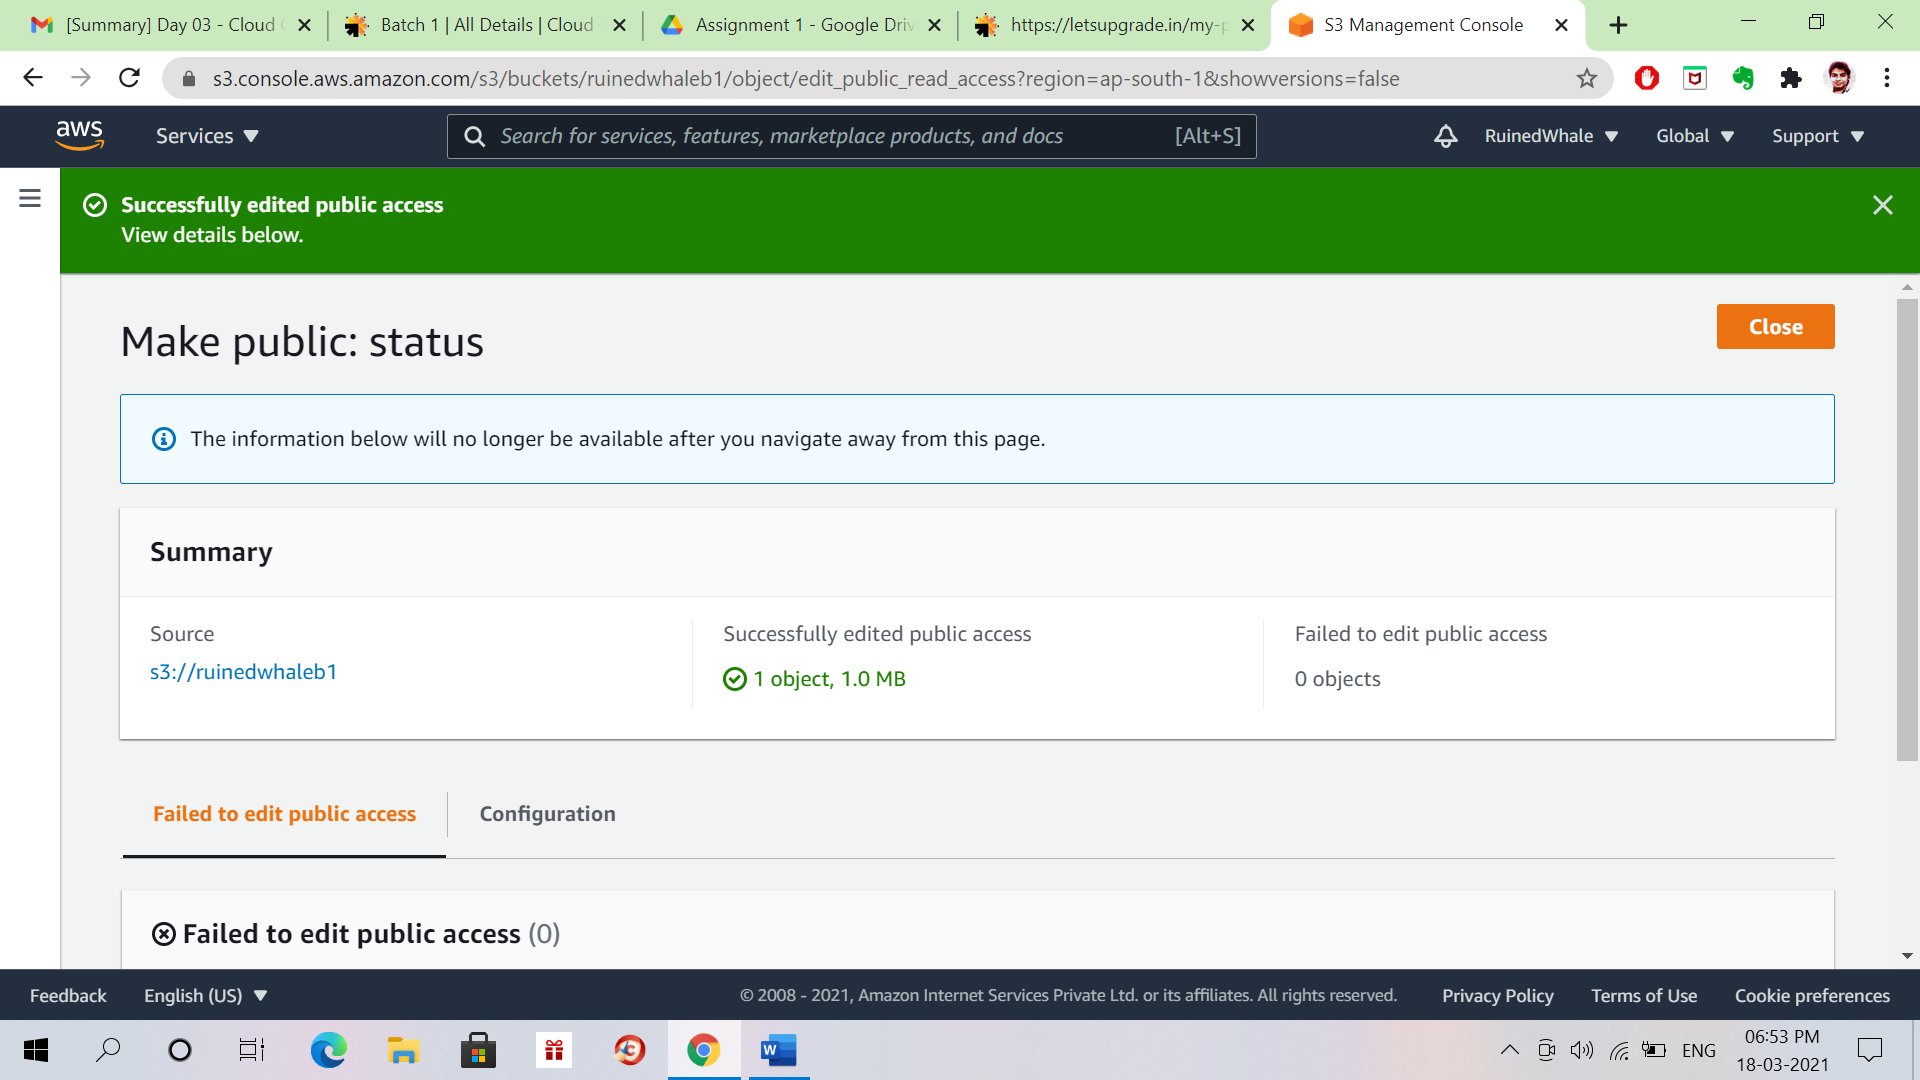 [Summary] Day 03 - Cloud
Batch 1 | All Details | Cloud
Assignment 1 - Google Driv
https://letsupgrade.in/my-p
S3 Management Console
s3.console.aws.amazon.com/s3/buckets/ruinedwhaleb1/object/edit_public_read_access?region=ap-south-1&showversions=false
aws
Services
Search for services, features, marketplace products, and docs
[Alt+S]
RuinedWhale
Global
Support
Successfully edited public access
View details below.
Make public: status
Close
The information below will no longer be available after you navigate away from this page.
Summary
Source
s3://ruinedwhaleb1
Successfully edited public access
1 object, 1.0 MB
Failed to edit public access
0 objects
Failed to edit public access
Configuration
Failed to edit public access (0)
Feedback
English (US)
© 2008 - 2021, Amazon Internet Services Private Ltd. or its affiliates. All rights reserved.
Privacy Policy
Terms of Use
Cookie preferences
W
ENG
06:53 PM
18-03-2021